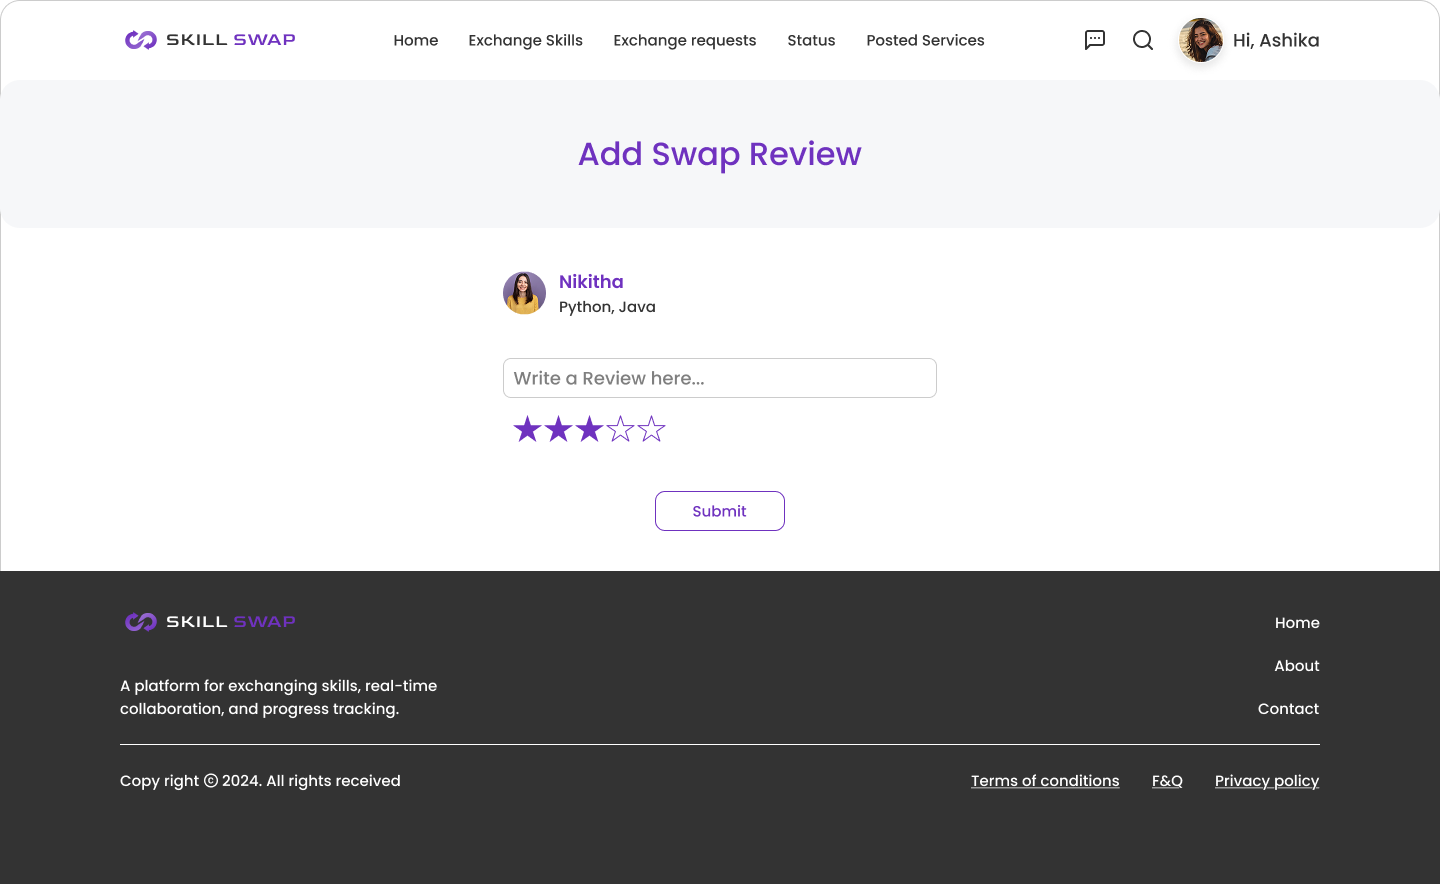 SKILL SWAP
Home
Exchange Skills
Exchange requests
Status
Posted Services
Hi, Ashika
Add Swap Review
Nikitha
Python, Java
Write a Review here...
Submit
SKILL SWAP
Home
About
Contact
A platform for exchanging skills, real-time
collaboration, and progress tracking.
Copy right © 2024. All rights received
Terms of conditions
F&Q
Privacy policy